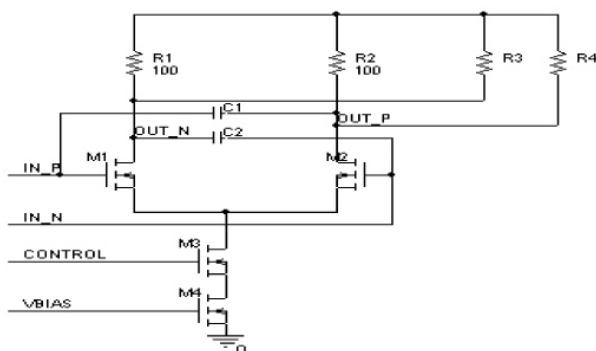 R1
100
R2
100
R3
R4
C1
OUT_P
OUT_N
C2
M1
M2
IN_P
IN_N
M3
CONTROL
M4
VBIAS
0